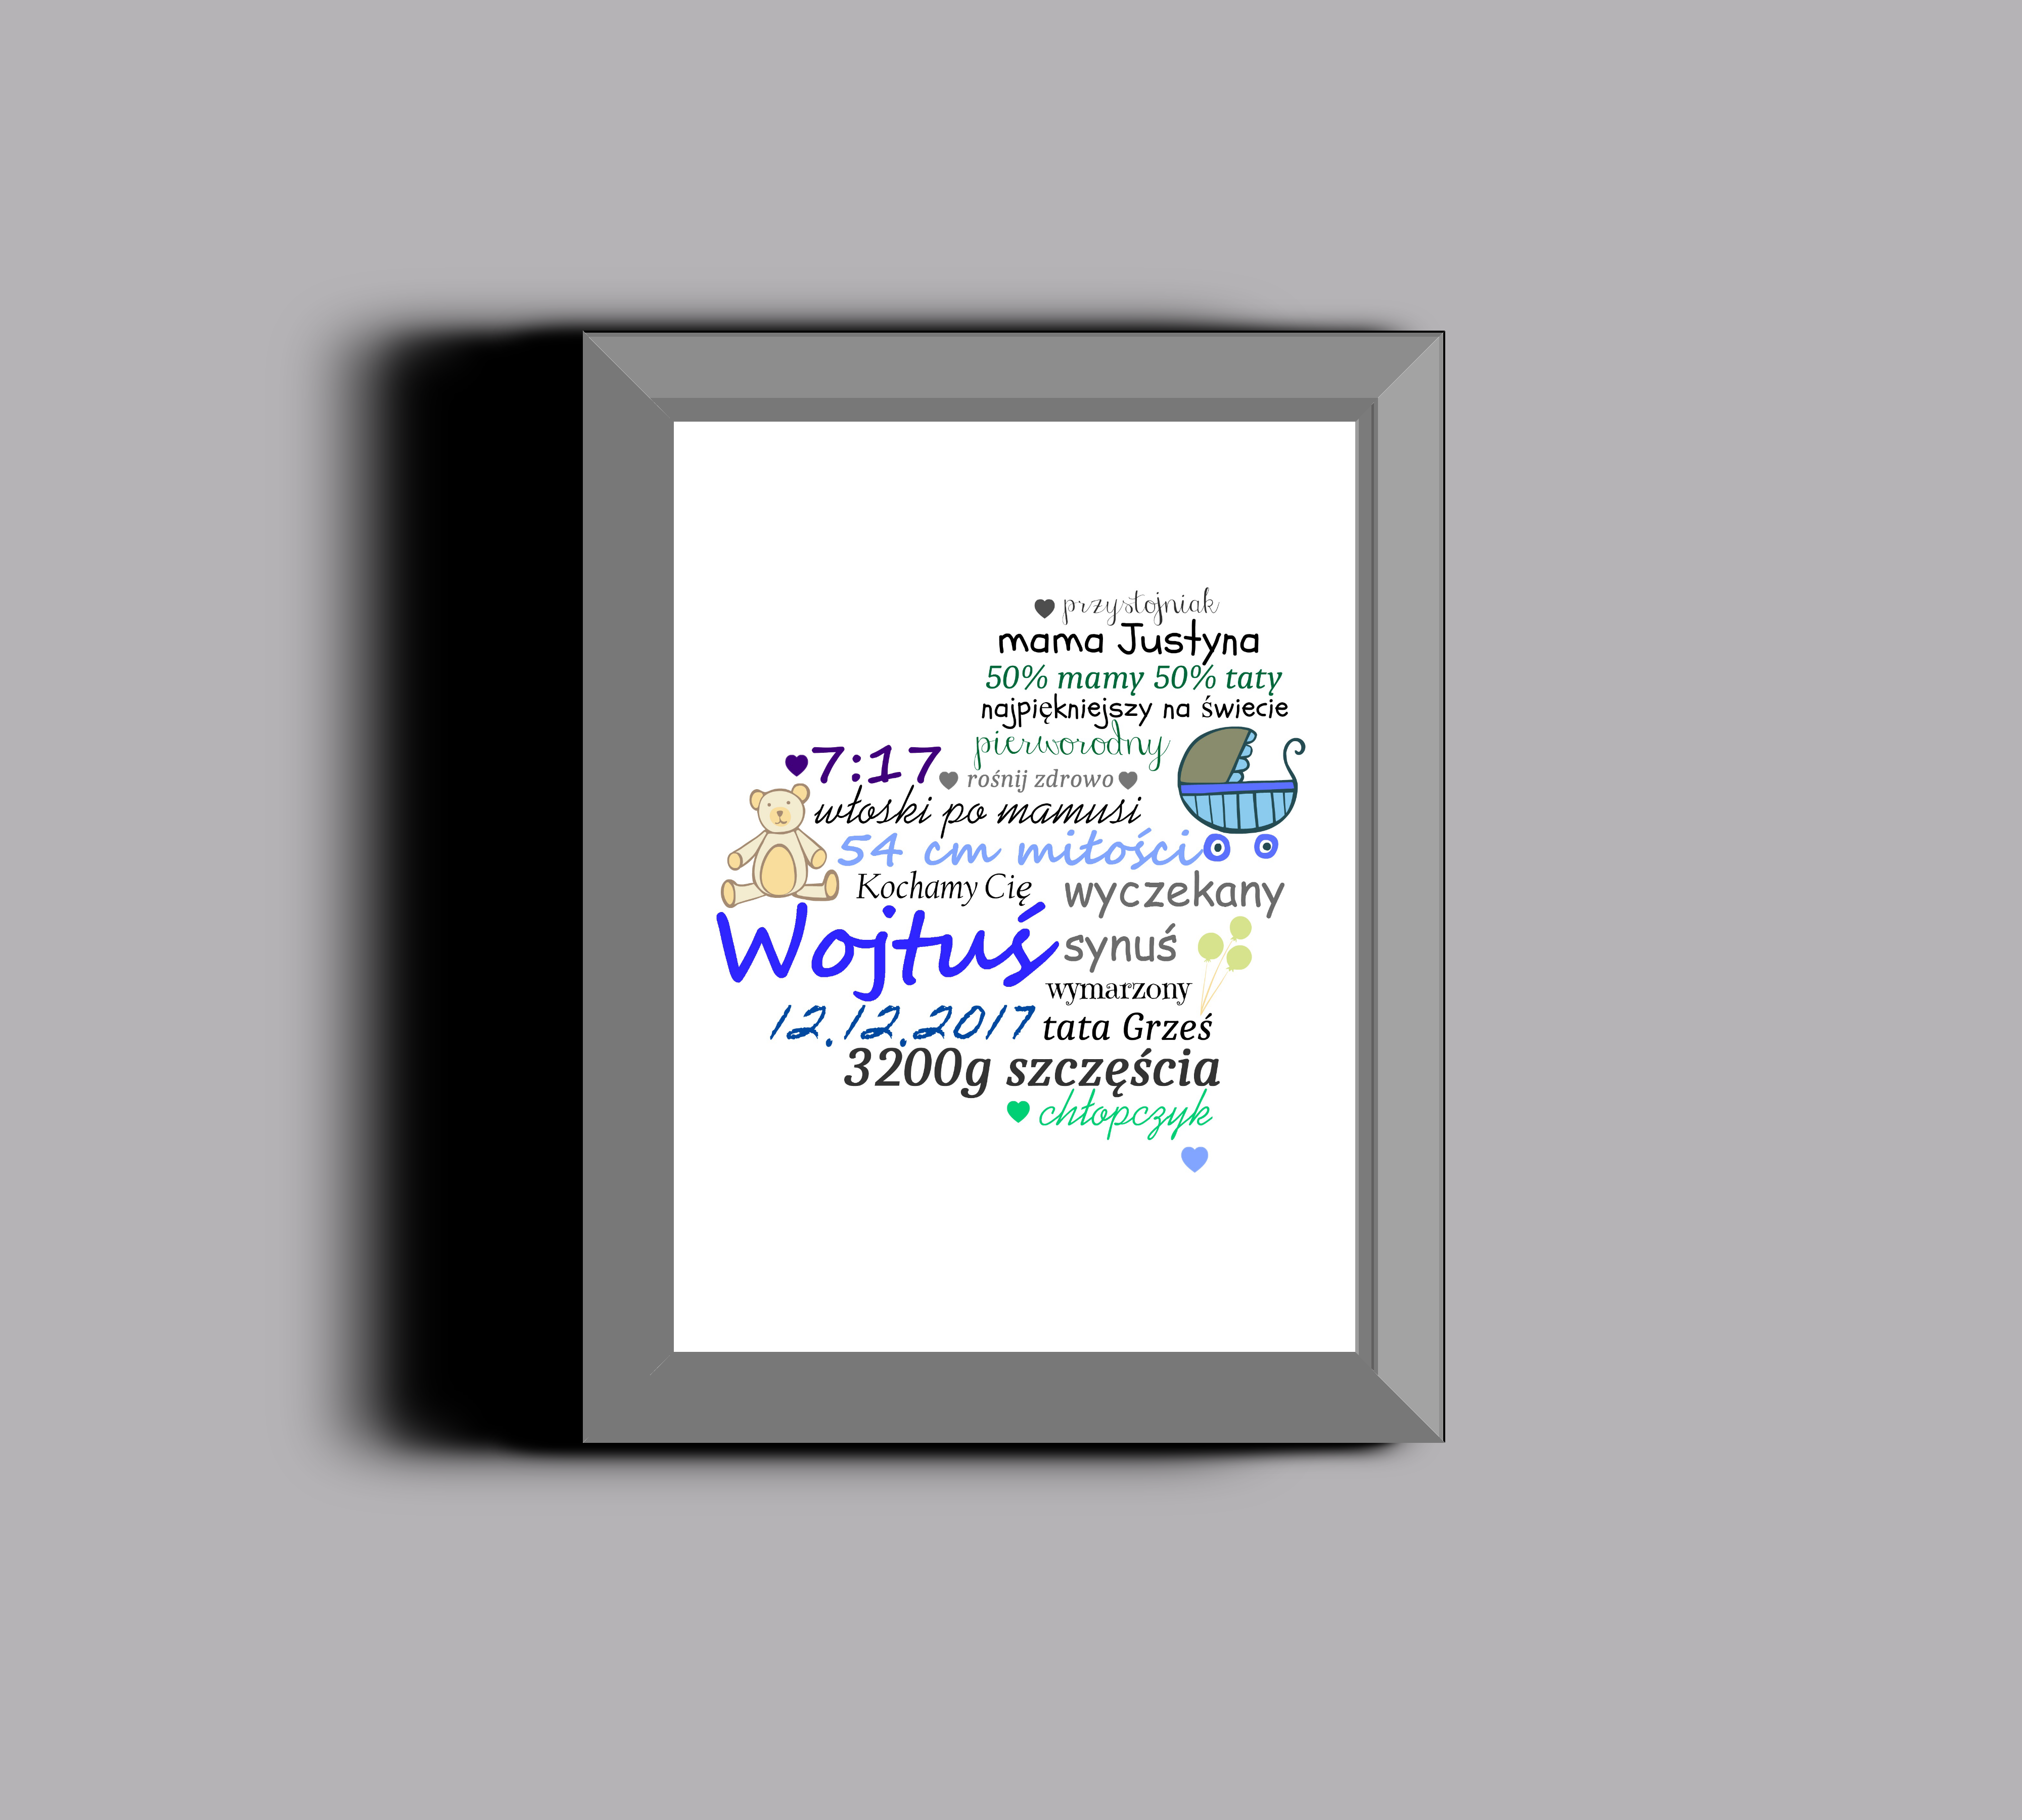 przystojniak
mama Justyna
50% mamy 50% taty
najpiękniejszy na świecie
pierworodny
7:17
rośnij zdrowo
włoski po mamusi
54 cm miłości
Kochamy Cię
wyczekany
synuś
Wojtuś
wymarzony
12.12.2017
tata Grześ
3200g szczęścia
chłopczyk